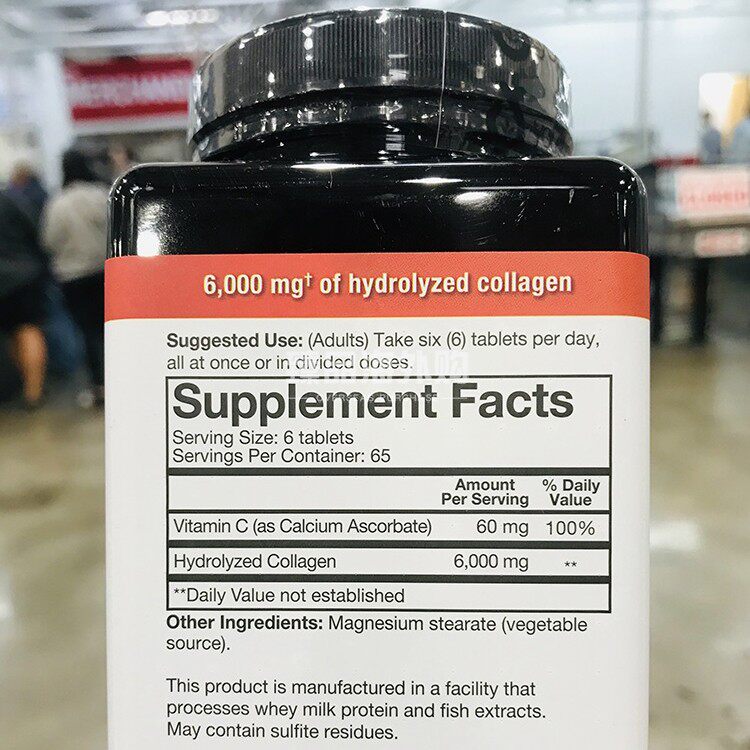 MERCHAN
6,000 mg† of hydrolyzed collagen
Suggested Use: (Adults) Take six (6) tablets per day,
all at once or in divided doses.
Supplement Facts
Serving Size: 6 tablets
Servings Per Container: 65
Amount Per Serving % Daily Value
Vitamin C (as Calcium Ascorbate) 60 mg 100%
Hydrolyzed Collagen 6,000 mg **
**Daily Value not established
Other Ingredients: Magnesium stearate (vegetable
source).
This product is manufactured in a facility that
processes whey milk protein and fish extracts.
May contain sulfite residues.